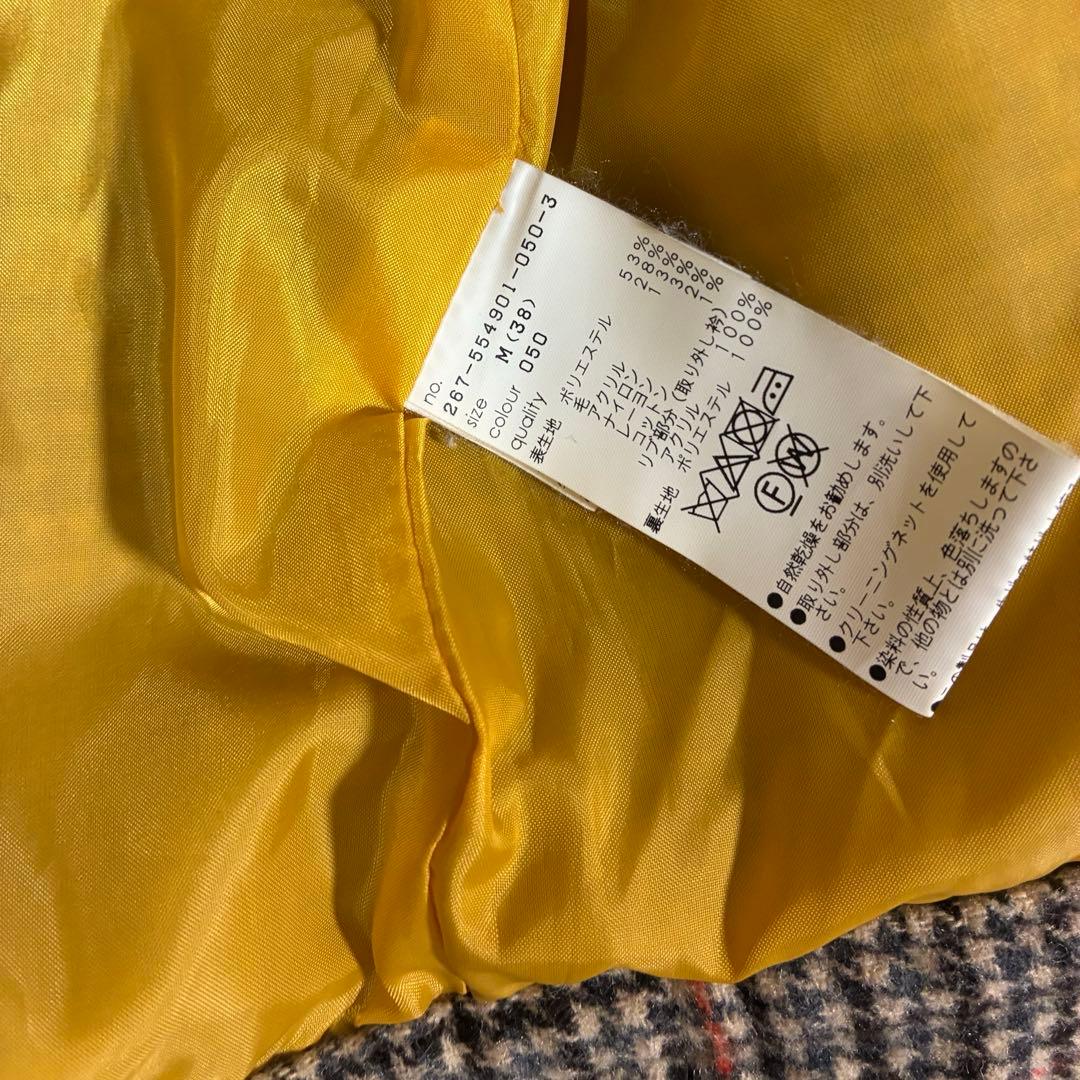 no.
267-554901-050-3
size M(38)
colour 050
quality
表生地 ポリエステル 53%
毛 28%
アクリル 13%
ナイロン 3%
レーヨン 2%
コットン 1%
リブ部分(取り外し衿)
アクリル 100%
裏生地 ポリエステル 100%
F W
●自然乾燥をお勧めします。
●取り外し部分は、別洗いして下
さい。
●クリーニングネットを使用して
下さい。
●染料の性質上、色落ちしますの
で、他の物とは別に洗って下さ
い。